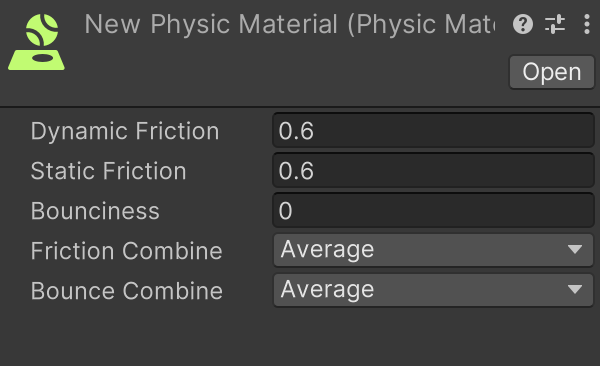 New Physic Material (Physic Mat
Open
Dynamic Friction 0.6
Static Friction 0.6
Bounciness 0
Friction Combine Average
Bounce Combine Average